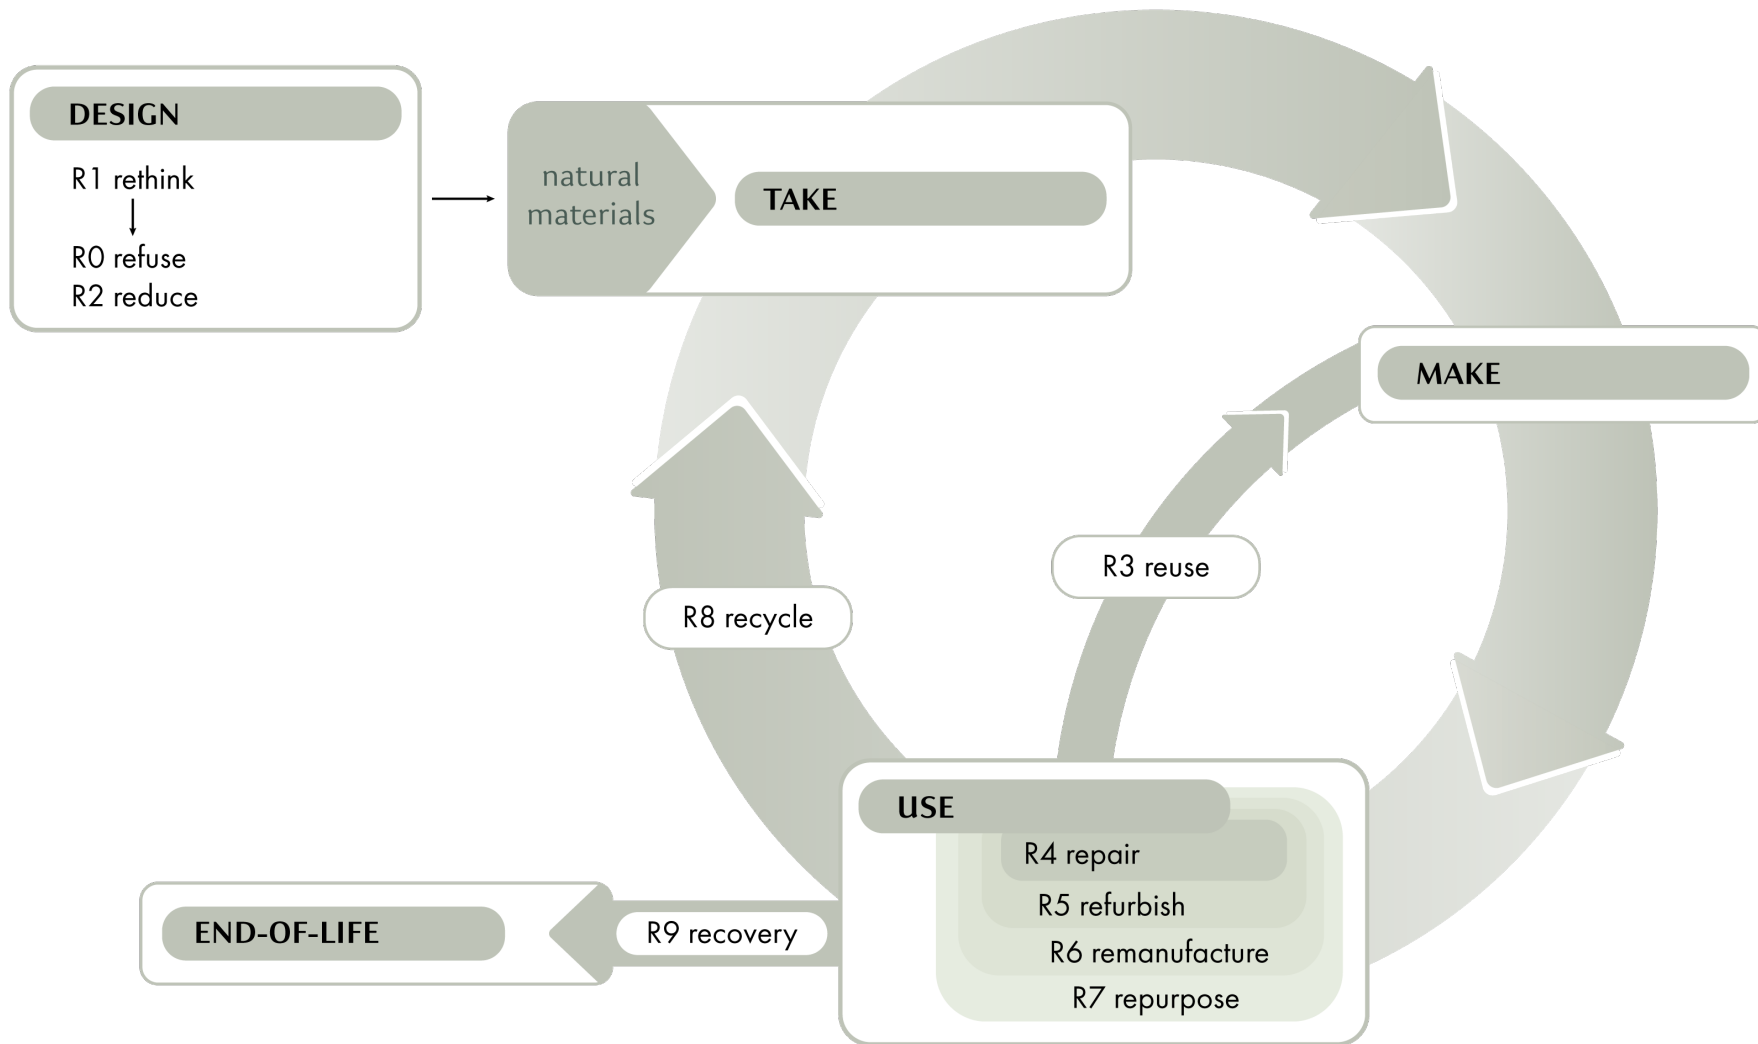 DESIGN
R1 rethink
R0 refuse
R2 reduce
natural
materials
TAKE
MAKE
R3 reuse
R8 recycle
USE
R4 repair
R5 refurbish
R6 remanufacture
R7 repurpose
R9 recovery
END-OF-LIFE